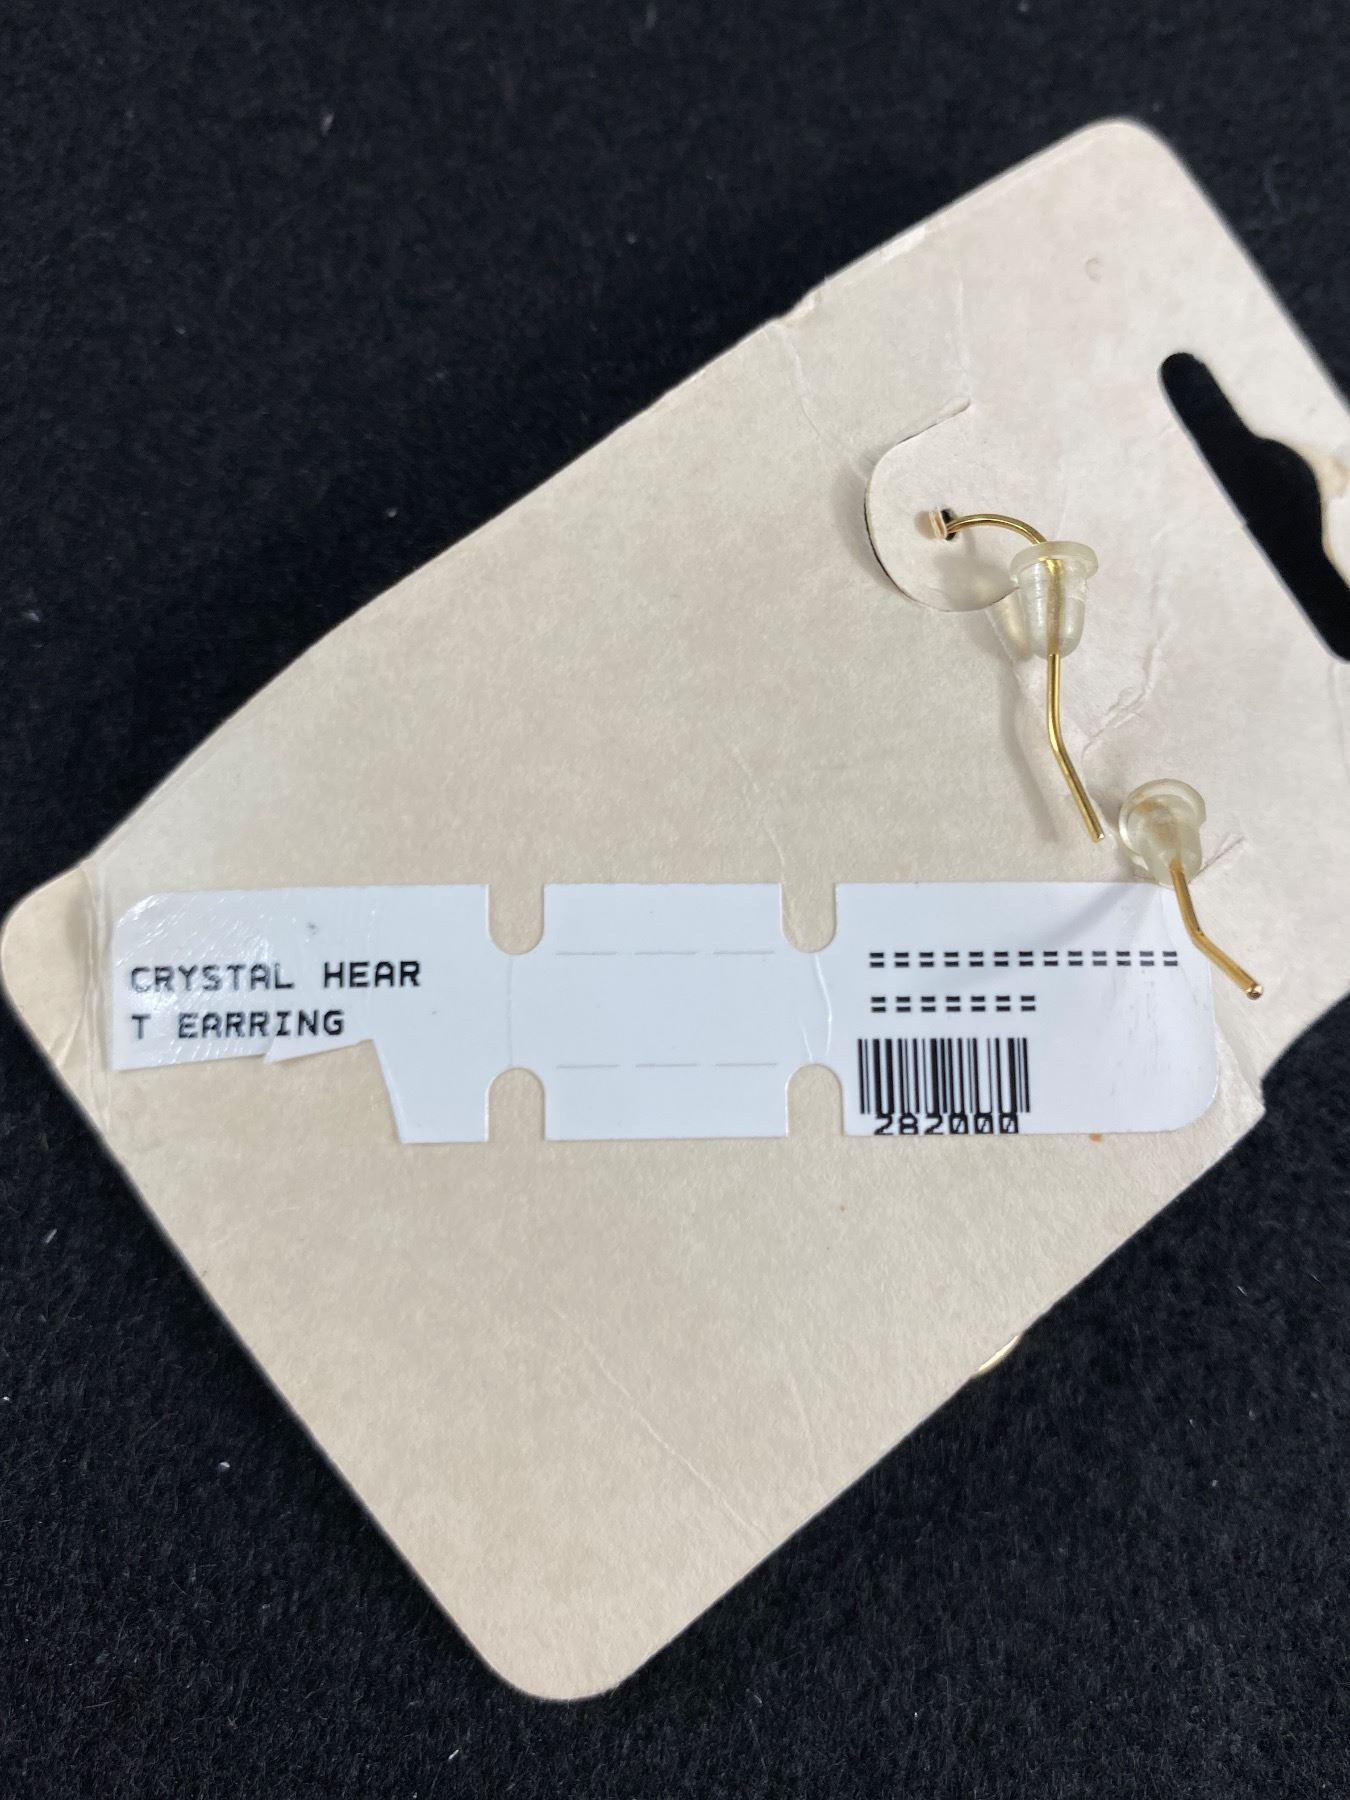 CRYSTAL HEAR
T EARRING
=============
=======
282000